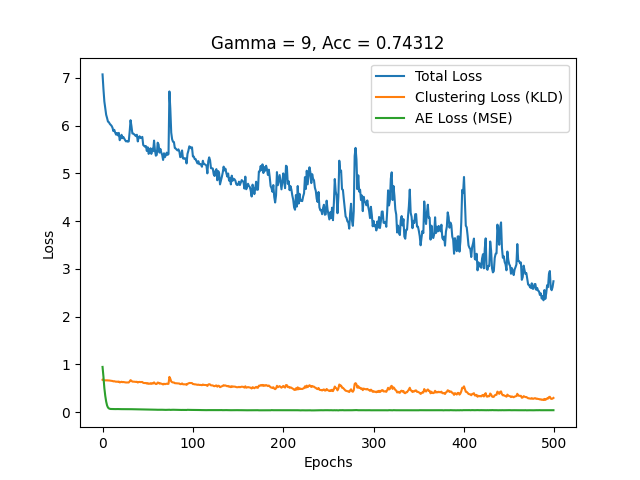 Gamma = 9, Acc = 0.74312
Total Loss
Clustering Loss (KLD)
AE Loss (MSE)
7
6
5
4
3
2
1
0
Loss
0 100 200 300 400 500
Epochs